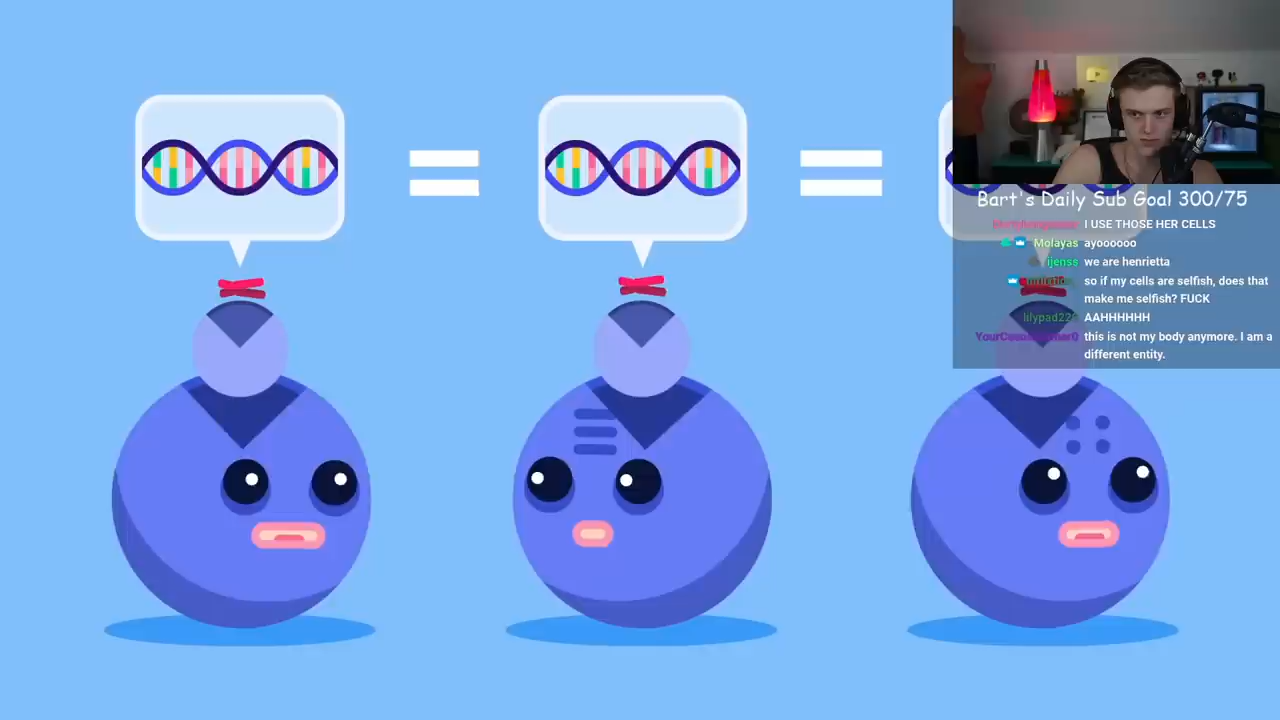 Bart's Daily Sub Goal 300/75
I USE THOSE HER CELLS
Molayas ayoooooo
ijenss we are henrietta
so if my cells are selfish, does that
make me selfish? FUCK
AAHHHHHH
this is not my body anymore. I am a
different entity.